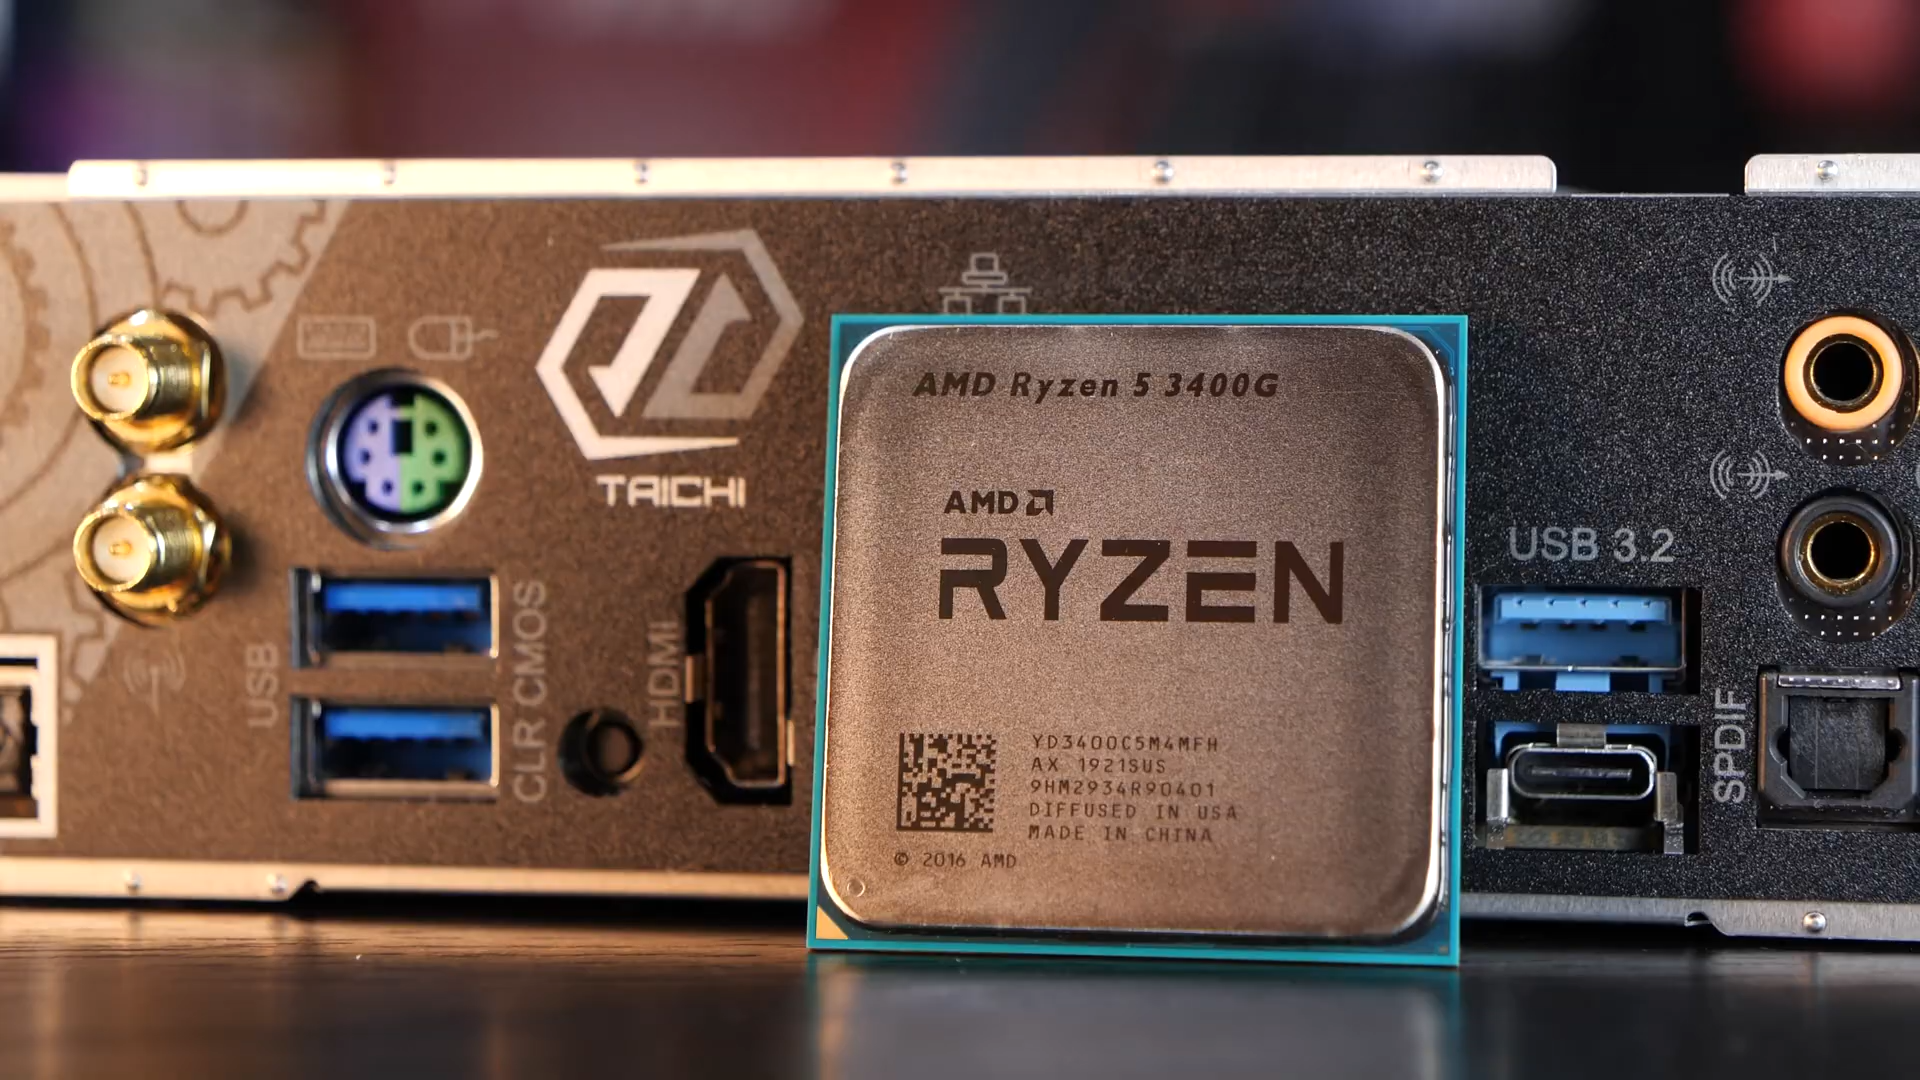 TAICHI
USB
CLR CMOS
HDMI
AMD Ryzen 5 3400G
AMD
RYZEN
YD3400C5M4MFH
AX 1921SUS
9HM2934R90401
DIFFUSED IN USA
MADE IN CHINA
© 2016 AMD
USB 3.2
SPDIF